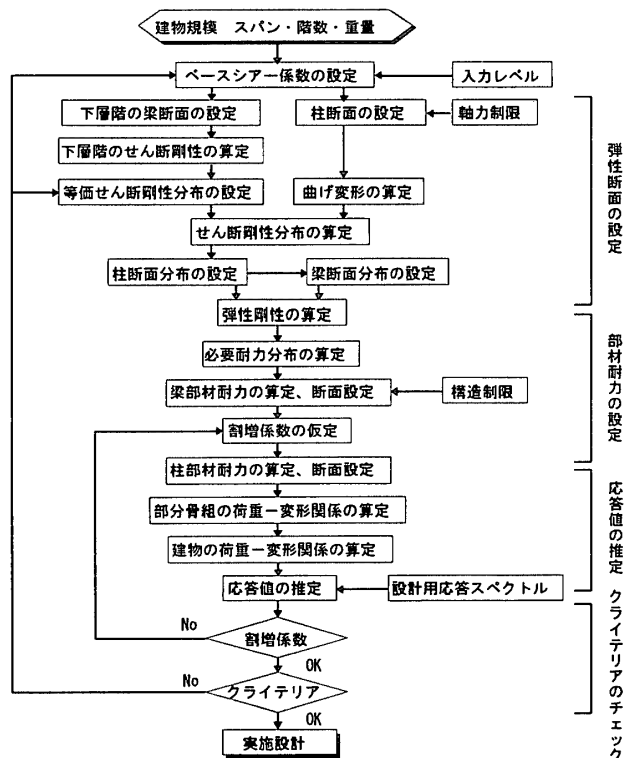 建物規模 スパン・階数・重量
ベースシアー係数の設定
入力レベル
下層階の梁断面の設定
柱断面の設定
軸力制限
下層階のせん断剛性の算定
等価せん断剛性分布の設定
曲げ変形の算定
せん断剛性分布の算定
柱断面分布の設定
梁断面分布の設定
弾性剛性の算定
必要耐力分布の算定
梁部材耐力の算定、断面設定
構造制限
割増係数の仮定
柱部材耐力の算定、断面設定
部分骨組の荷重ー変形関係の算定
建物の荷重ー変形関係の算定
応答値の推定
設計用応答スペクトル
No
割増係数
OK
No
クライテリア
OK
実施設計
弾性断面の設定
部材耐力の設定
応答値の推定
クライテリアのチェック